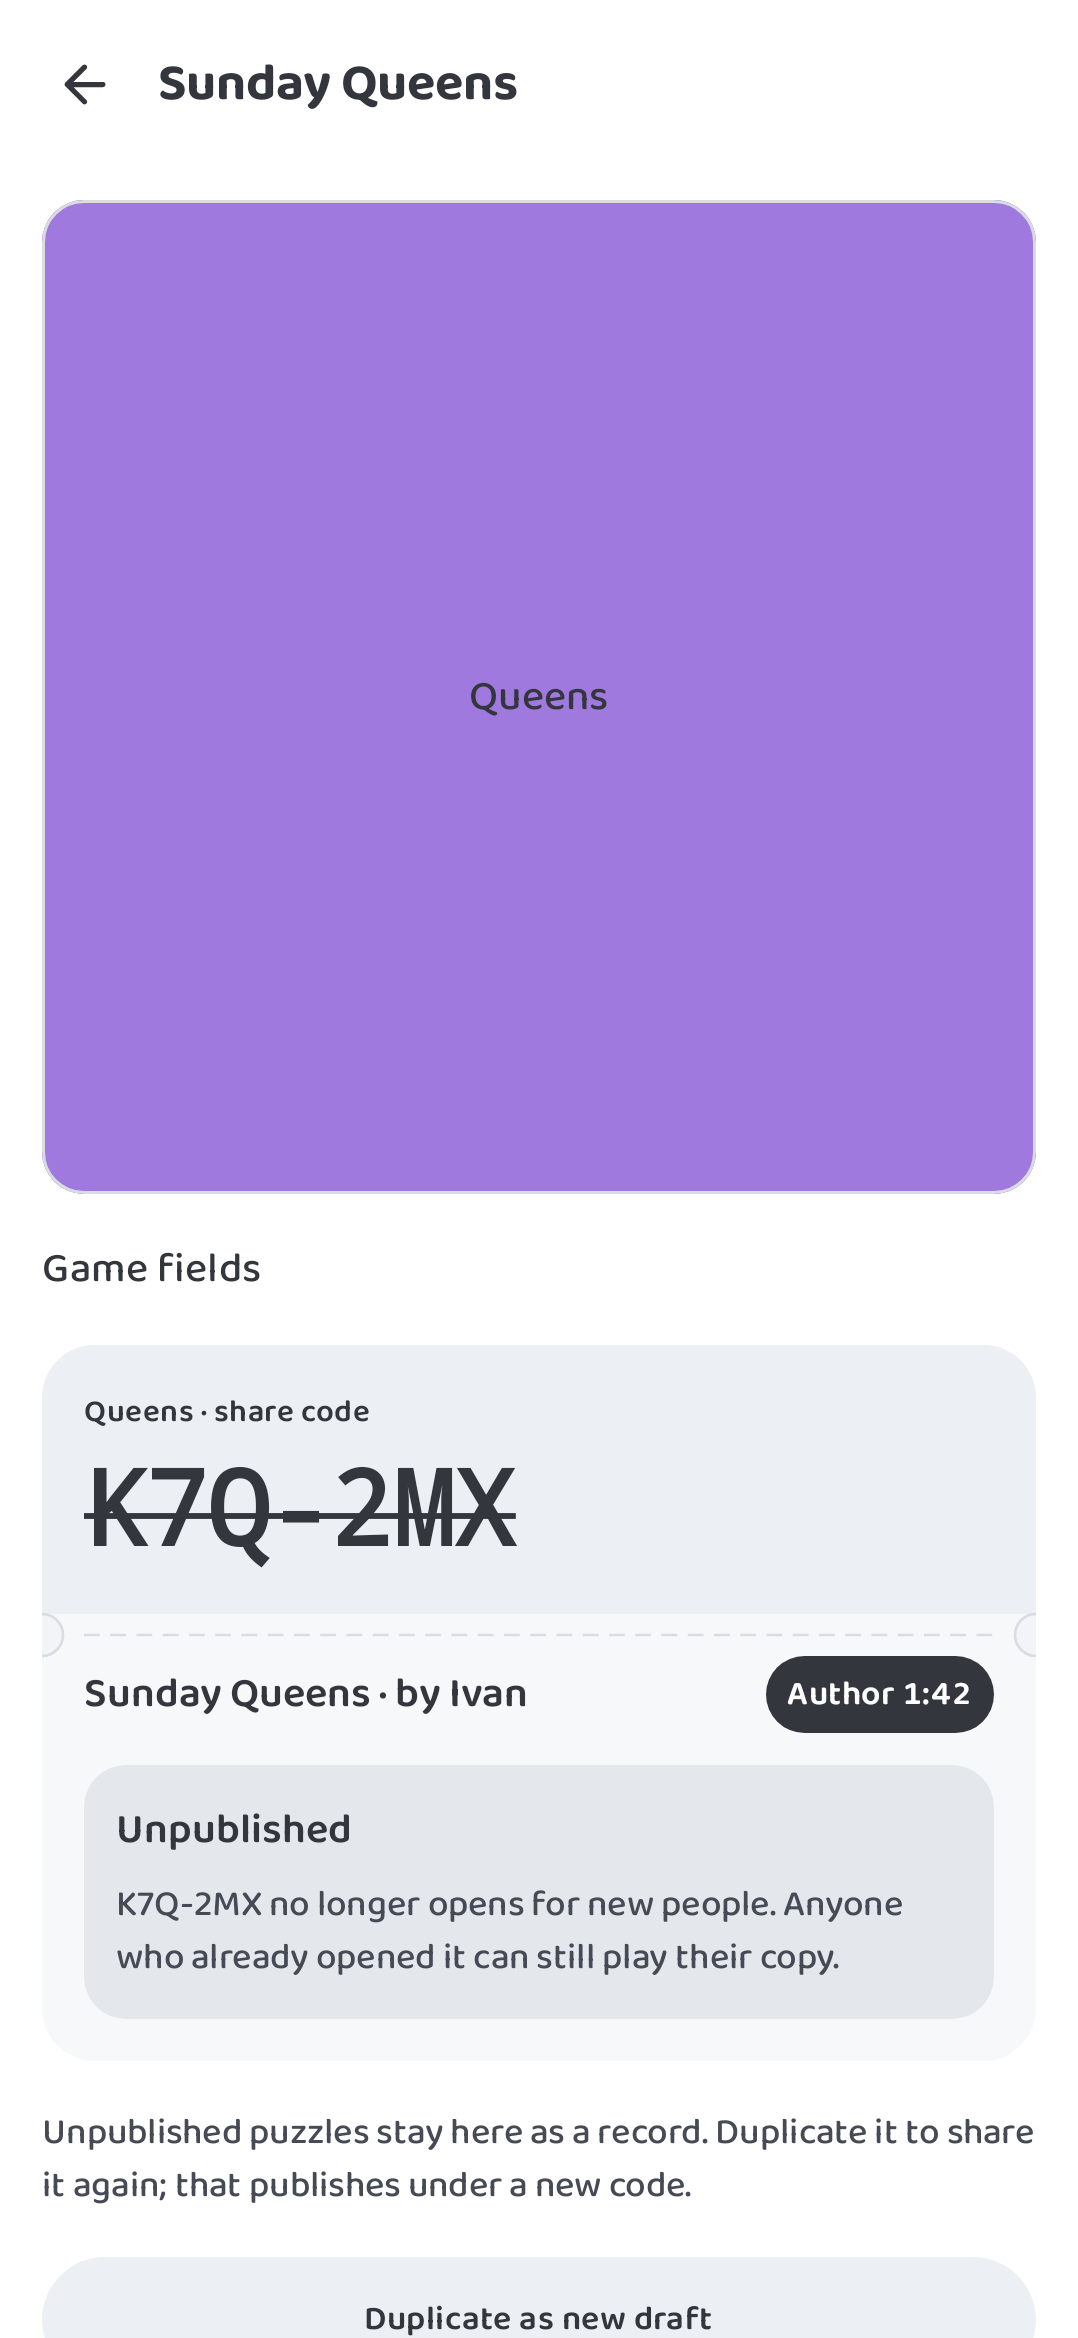 Sunday Queens
Queens
Game fields
Queens · share code
K7Q-2MX
Sunday Queens · by Ivan
Author 1:42
Unpublished
K7Q-2MX no longer opens for new people. Anyone
who already opened it can still play their copy.
Unpublished puzzles stay here as a record. Duplicate it to share
it again; that publishes under a new code.
Duplicate as new draft